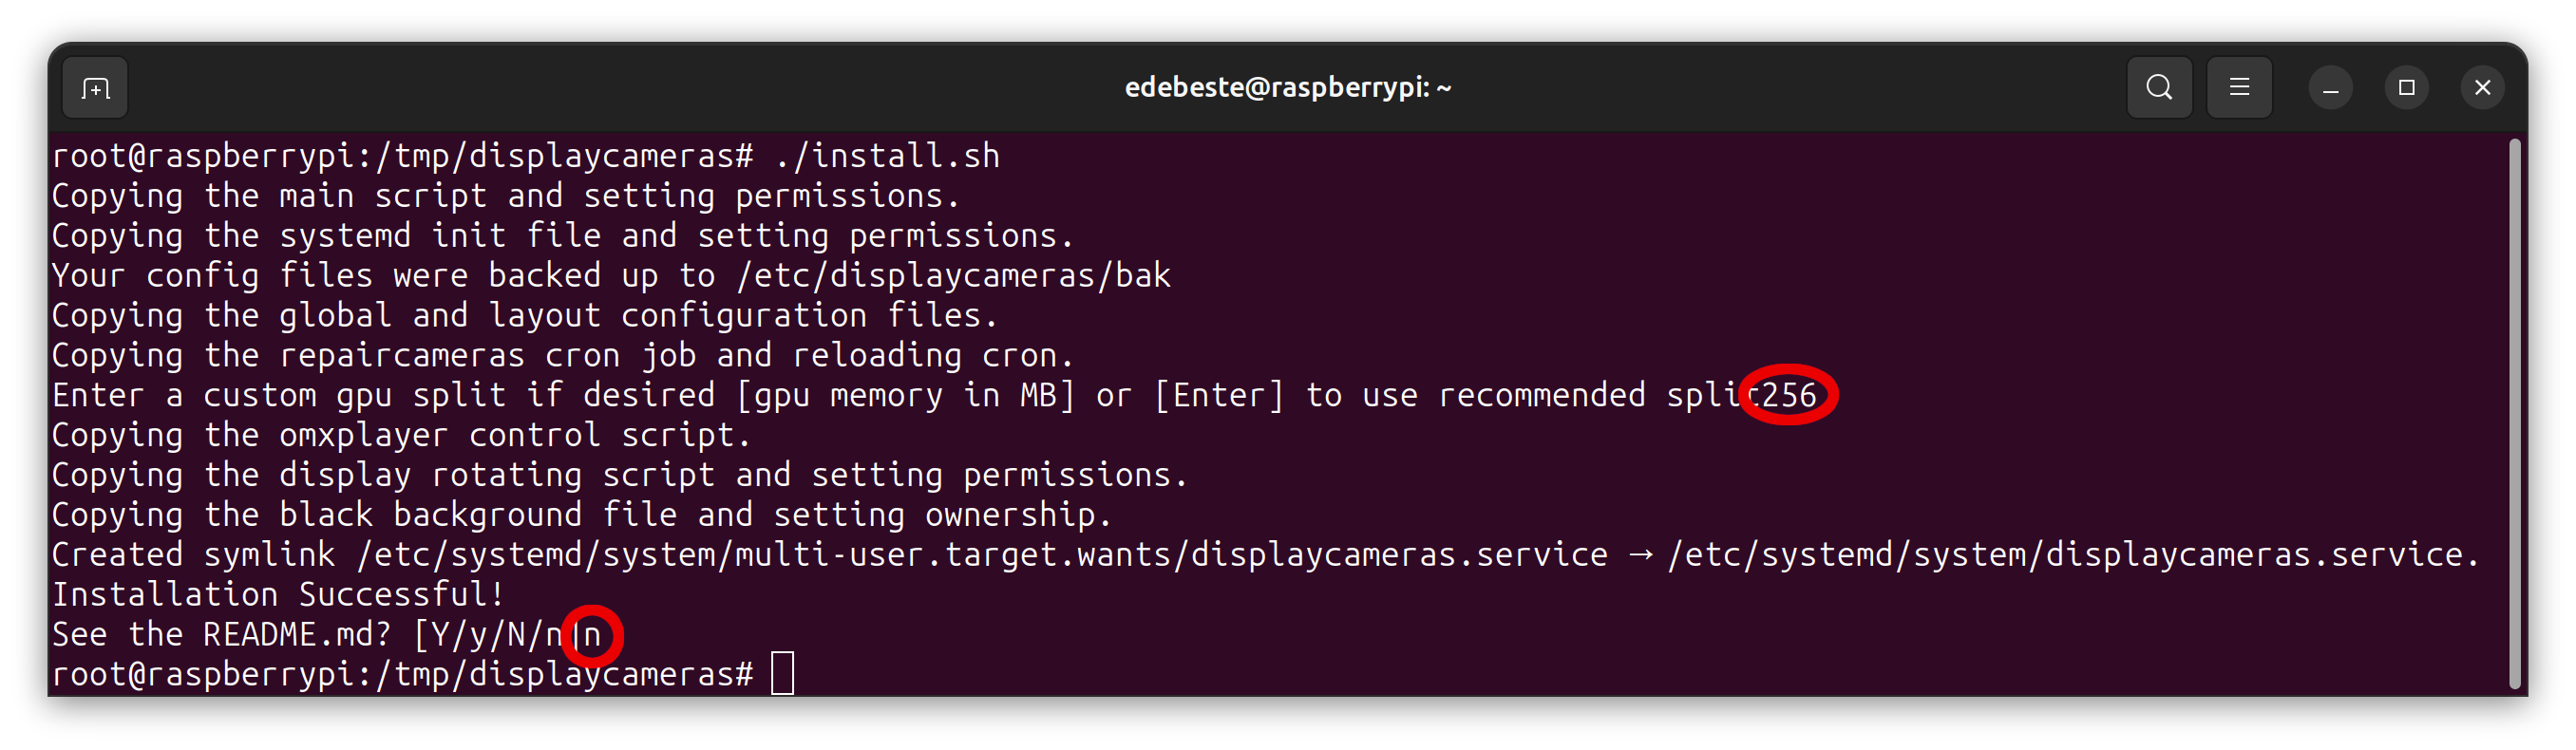 edebeste@raspberrypi: ~
root@raspberrypi:/tmp/displaycameras# ./install.sh
Copying the main script and setting permissions.
Copying the systemd init file and setting permissions.
Your config files were backed up to /etc/displaycameras/bak
Copying the global and layout configuration files.
Copying the repaircameras cron job and reloading cron.
Enter a custom gpu split if desired [gpu memory in MB] or [Enter] to use recommended split256
Copying the omxplayer control script.
Copying the display rotating script and setting permissions.
Copying the black background file and setting ownership.
Created symlink /etc/systemd/system/multi-user.target.wants/displaycameras.service → /etc/systemd/system/displaycameras.service.
Installation Successful!
See the README.md? [Y/y/N/n]n
root@raspberrypi:/tmp/displaycameras#